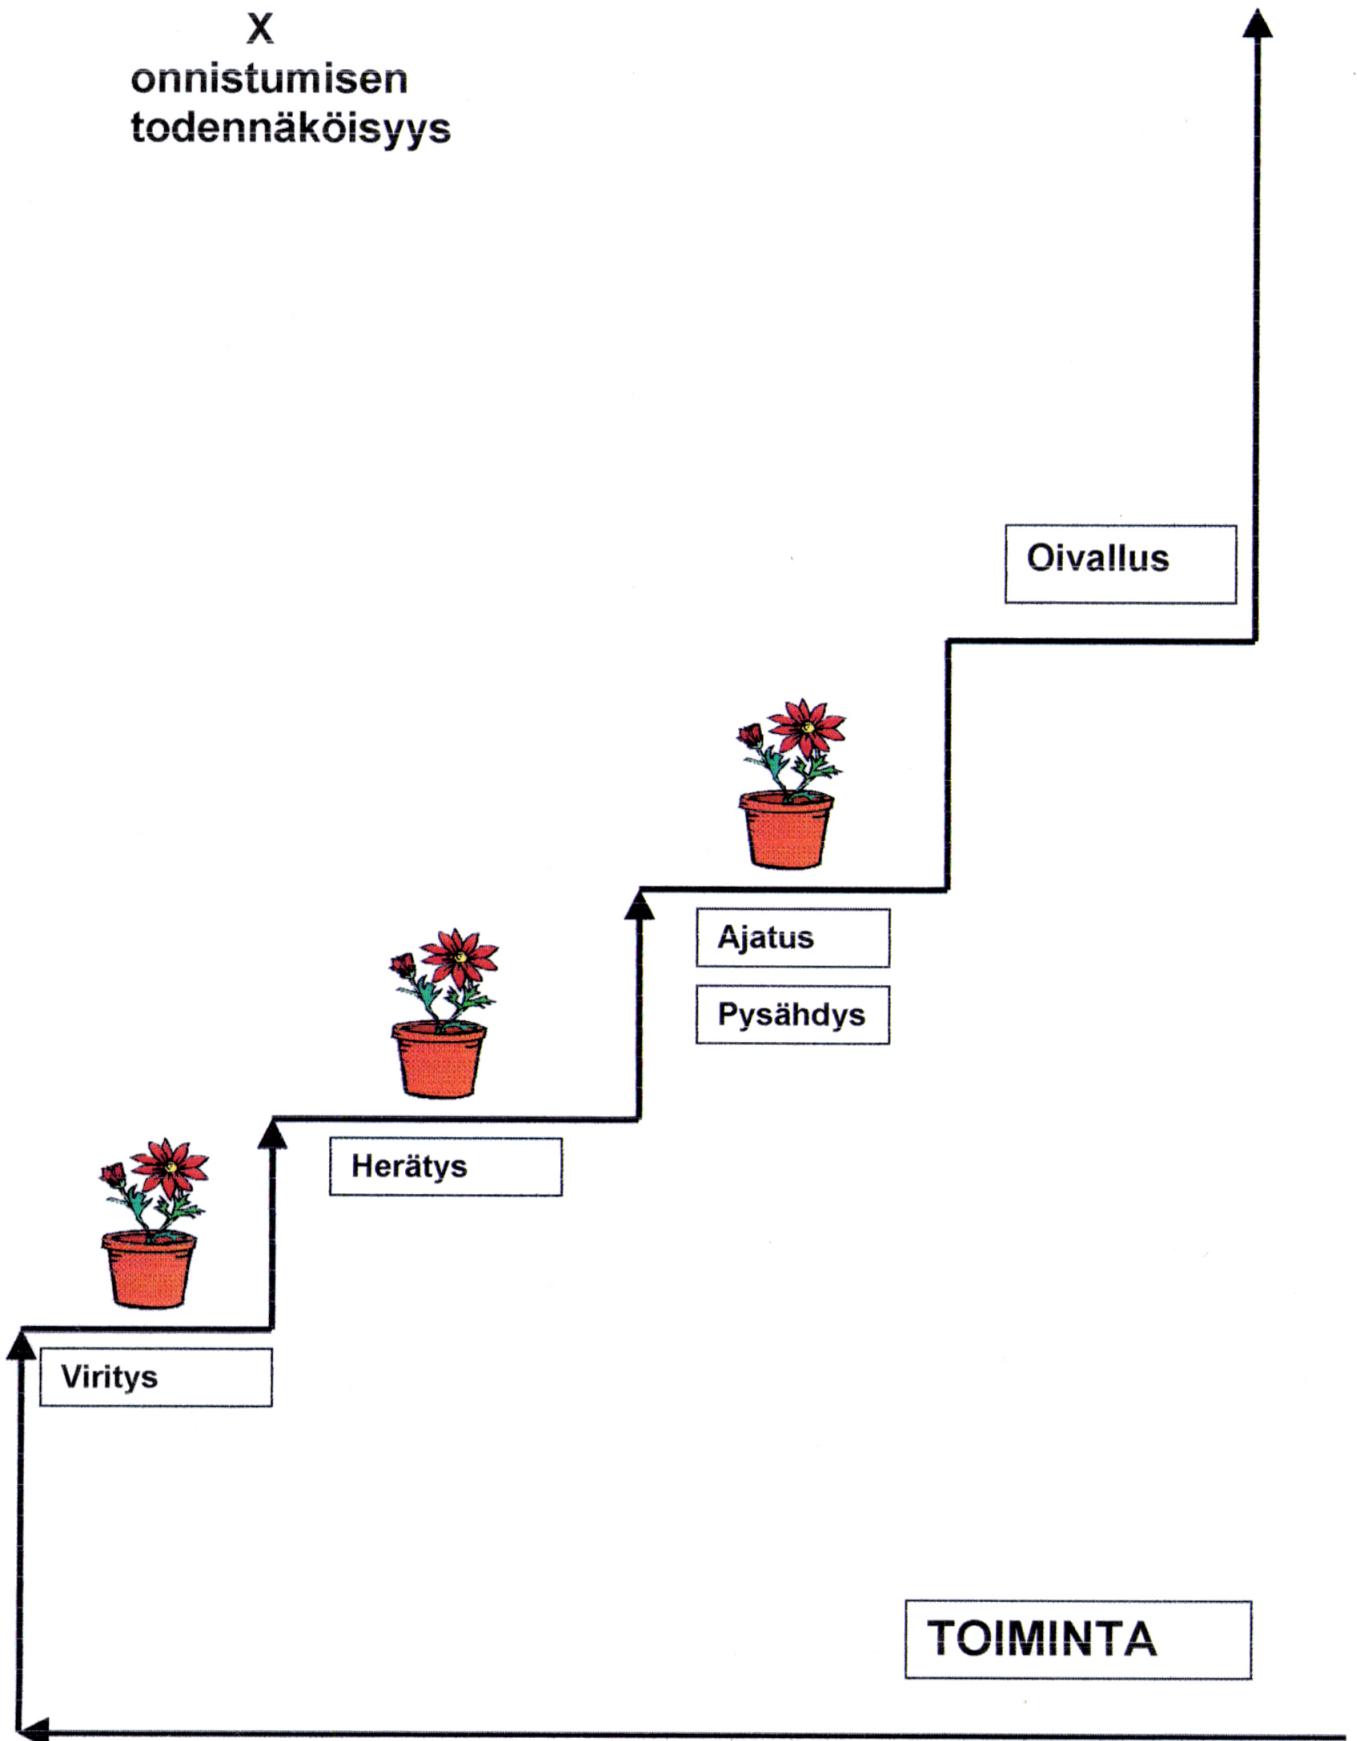 X
onnistumisen
todennäköisyys
Oivallus
Ajatus
Pysähdys
Herätys
Viritys
TOIMINTA